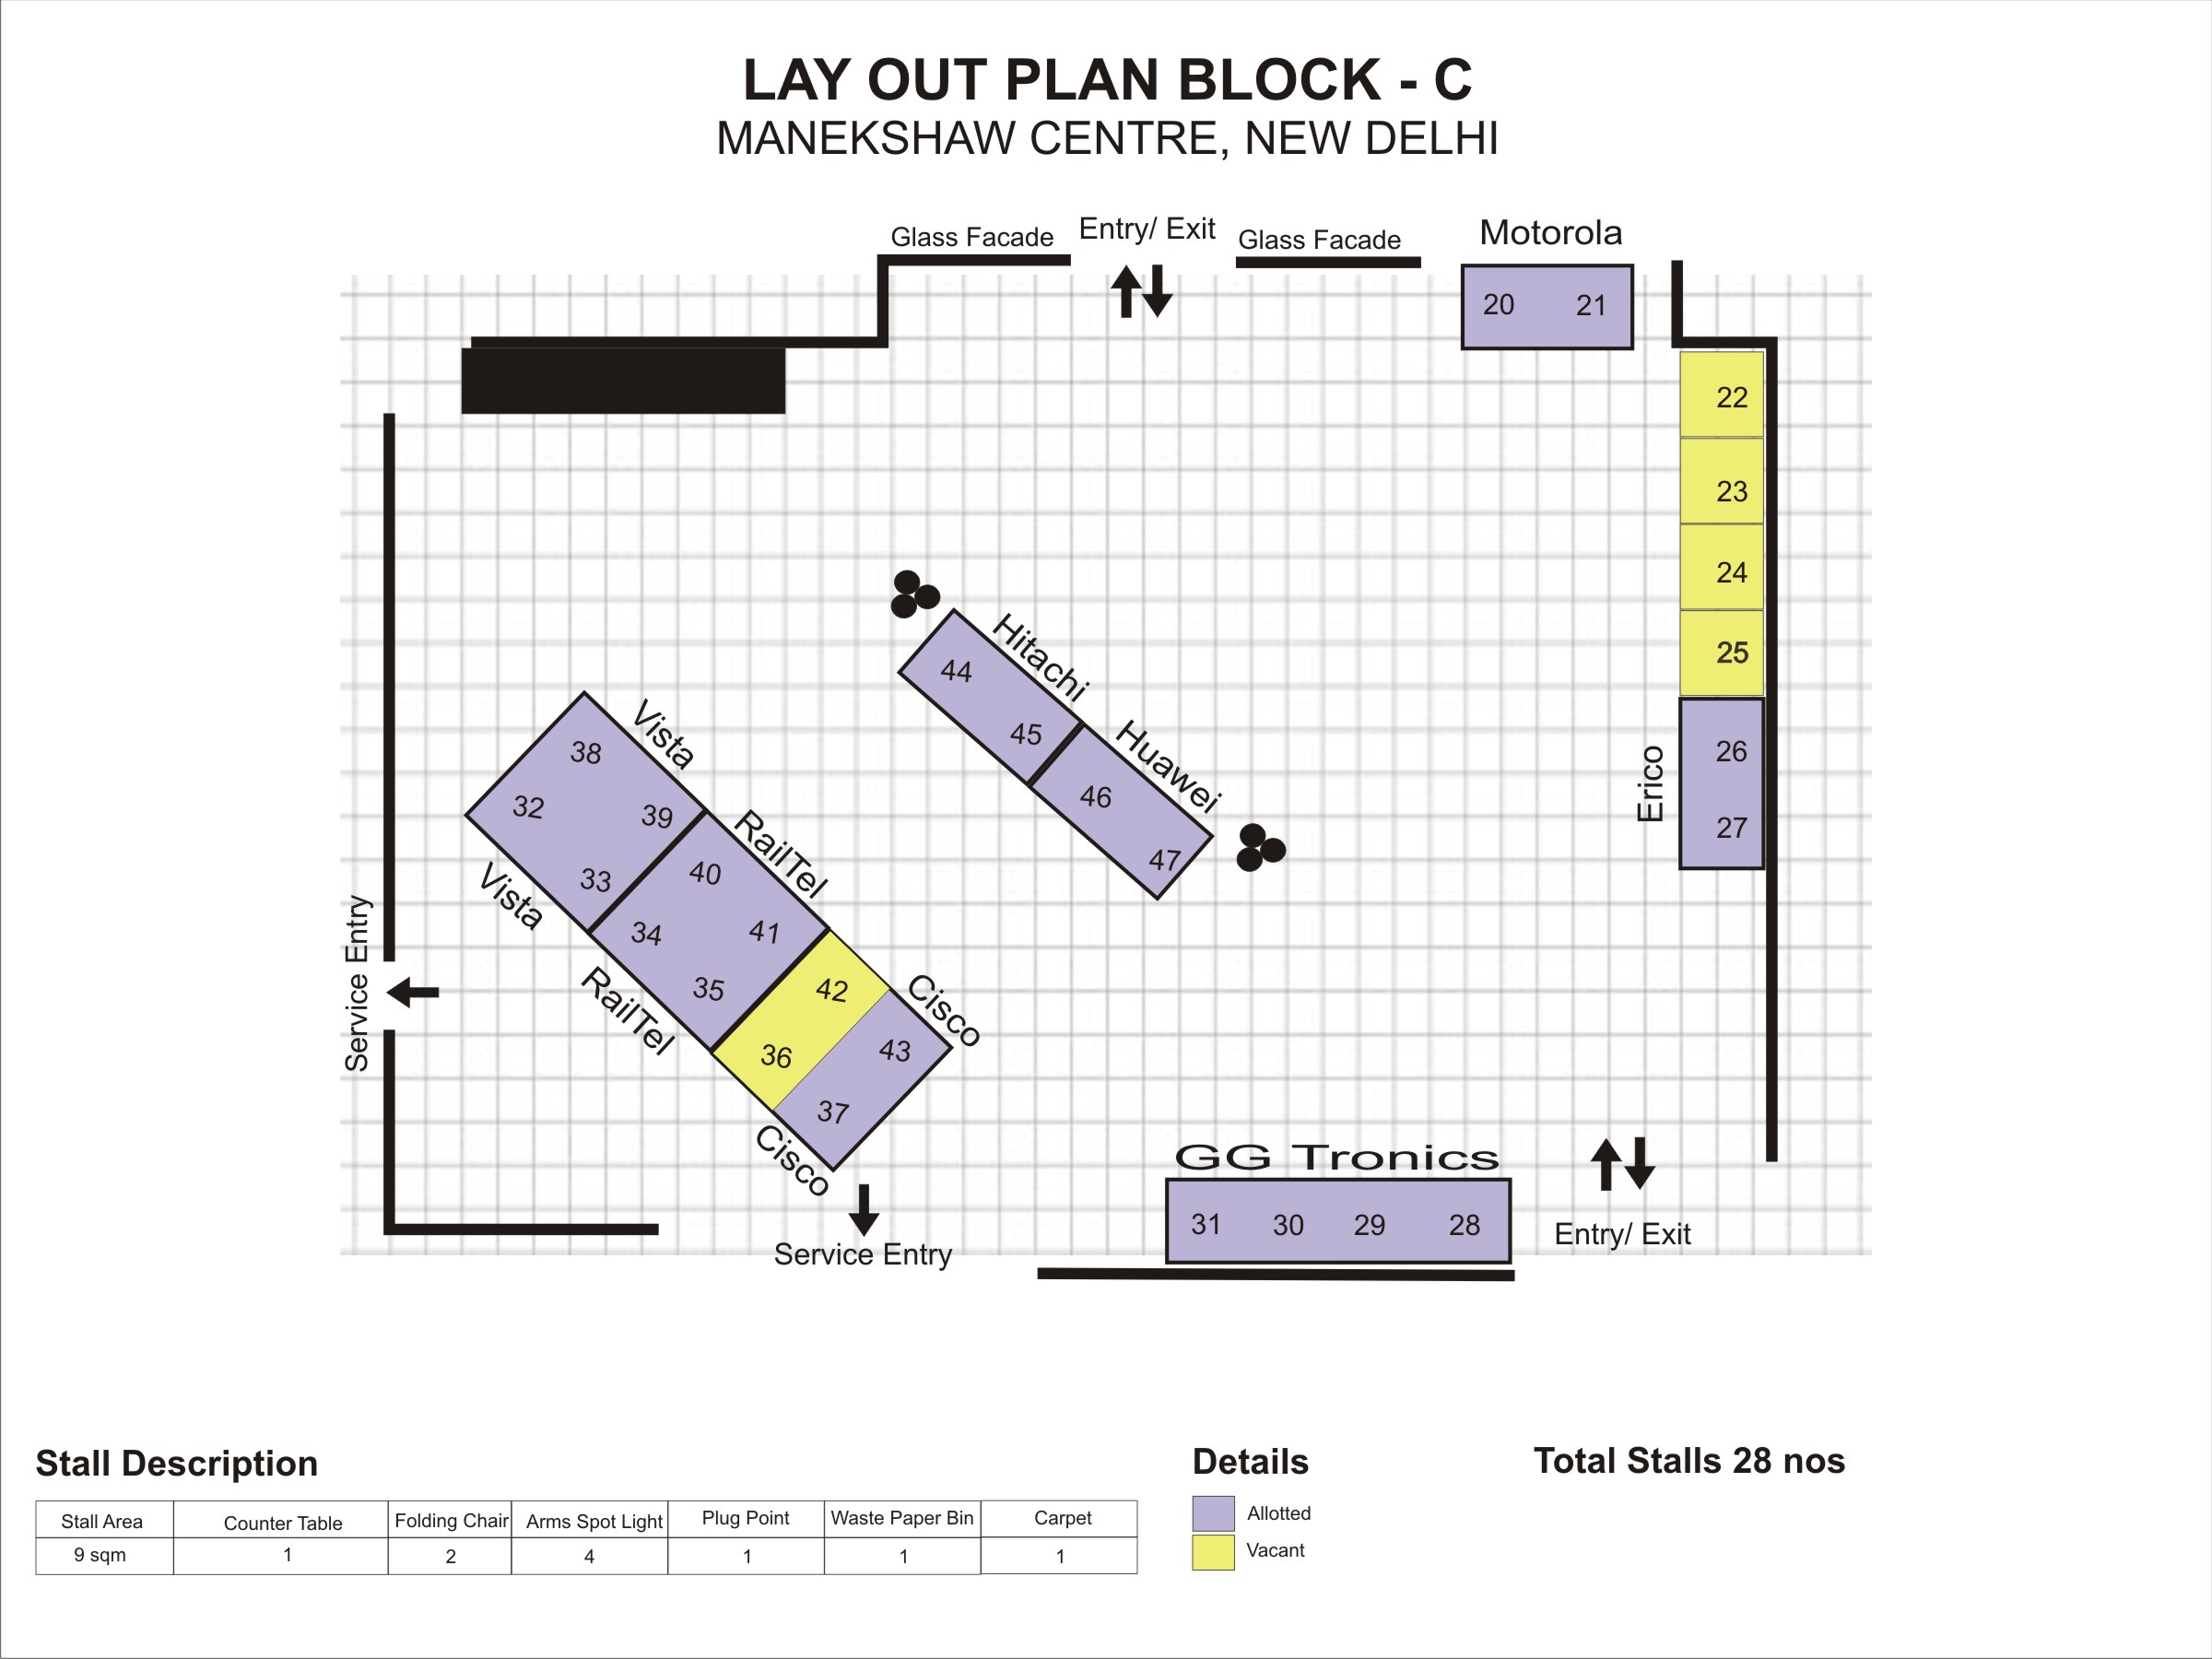 LAY OUT PLAN BLOCK - C
MANEKSHAW CENTRE, NEW DELHI
Glass Facade
Entry/ Exit
Glass Facade
Motorola
20 21
22
23
24
25
Erico
26
27
Hitachi
44
45
Huawei
46
47
Vista
38
32
39
33
Vista
RailTel
40
34
41
35
RailTel
42
36
Cisco
43
37
Cisco
Service Entry
Service Entry
GG Tronics
31 30 29 28
Entry/ Exit
Stall Description
Stall Area Counter Table Folding Chair Arms Spot Light Plug Point Waste Paper Bin Carpet
9 sqm 1 2 4 1 1 1
Details
Allotted
Vacant
Total Stalls 28 nos